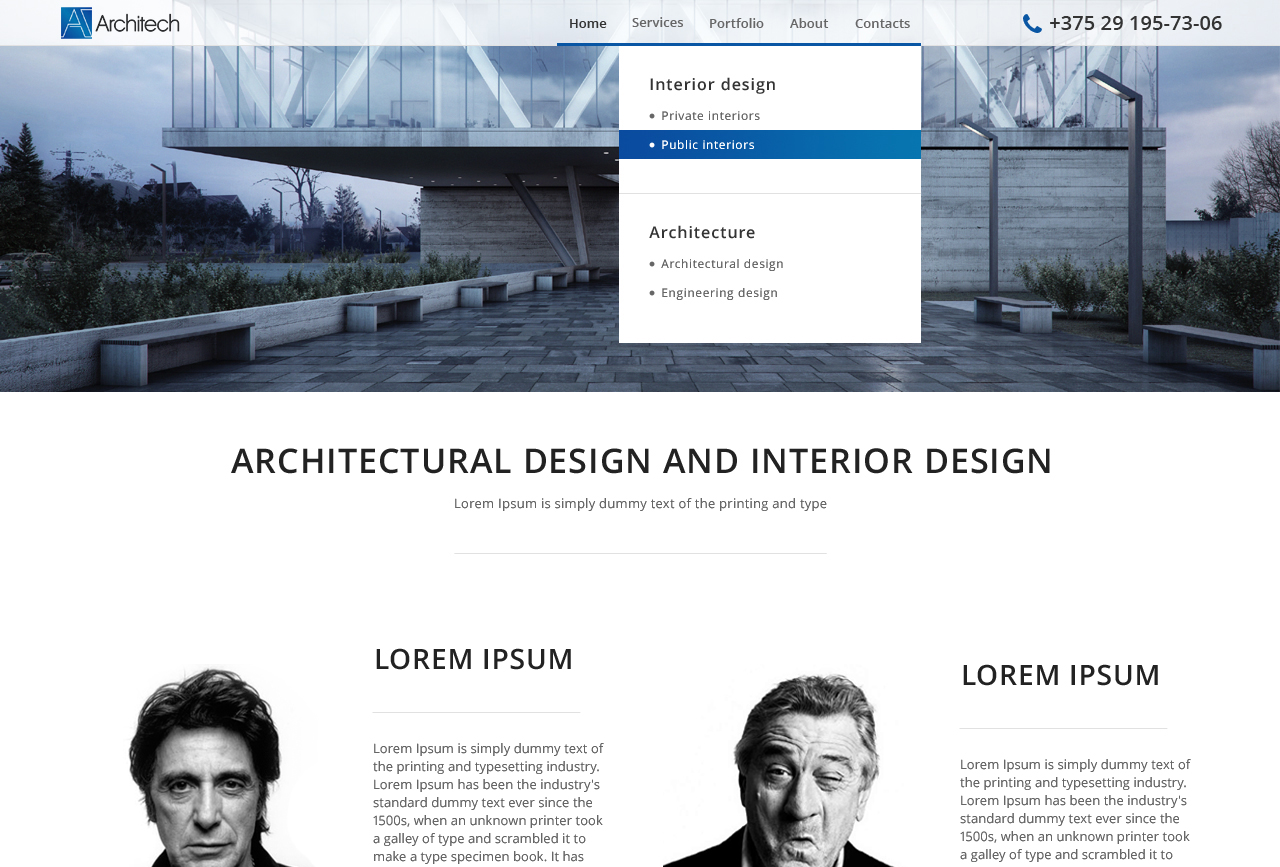 Architech
Home Services Portfolio About Contacts
+375 29 195-73-06
Interior design
• Private interiors
• Public interiors
Architecture
• Architectural design
• Engineering design
ARCHITECTURAL DESIGN AND INTERIOR DESIGN
Lorem Ipsum is simply dummy text of the printing and type
LOREM IPSUM
Lorem Ipsum is simply dummy text of
the printing and typesetting industry.
Lorem Ipsum has been the industry's
standard dummy text ever since the
1500s, when an unknown printer took
a galley of type and scrambled it to
make a type specimen book. It has
LOREM IPSUM
Lorem Ipsum is simply dummy text of
the printing and typesetting industry.
Lorem Ipsum has been the industry's
standard dummy text ever since the
1500s, when an unknown printer took
a galley of type and scrambled it to